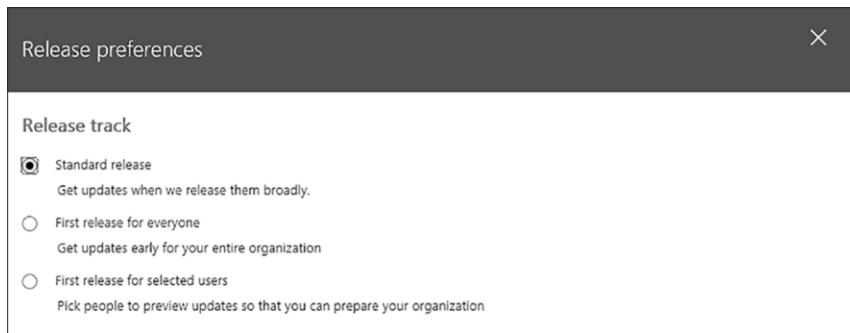 Release preferences
Release track
Standard release
Get updates when we release them broadly.
First release for everyone
Get updates early for your entire organization
First release for selected users
Pick people to preview updates so that you can prepare your organization